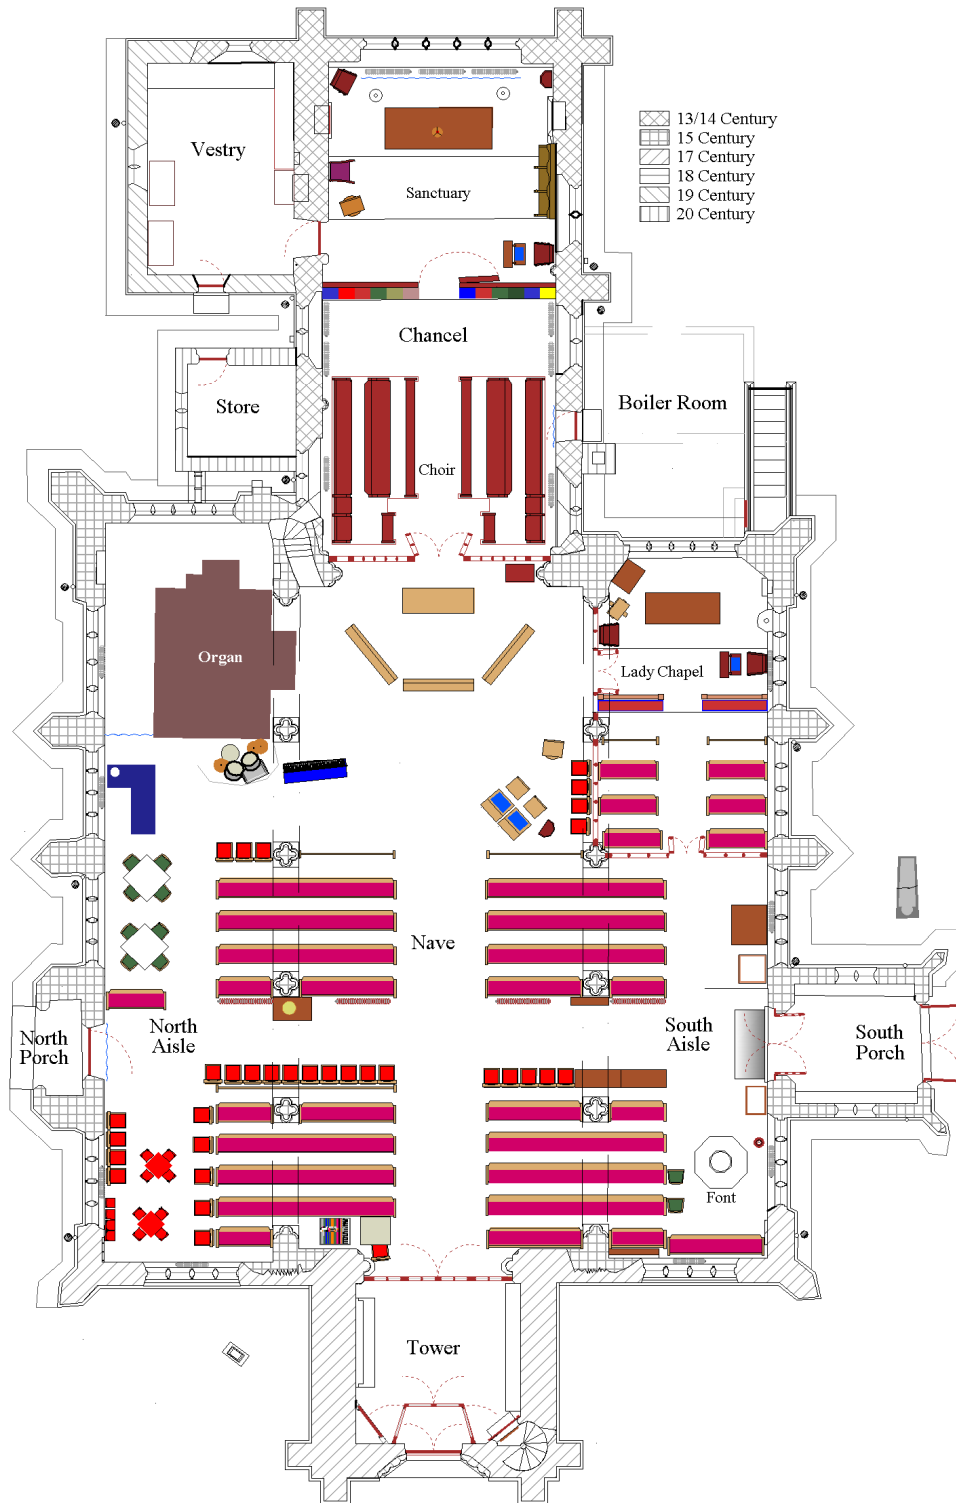 Vestry
Sanctuary
13/14 Century
15 Century
17 Century
18 Century
19 Century
20 Century
Chancel
Store
Boiler Room
Choir
Organ
Lady Chapel
Nave
North
Porch
North
Aisle
South
Aisle
South
Porch
Font
Tower